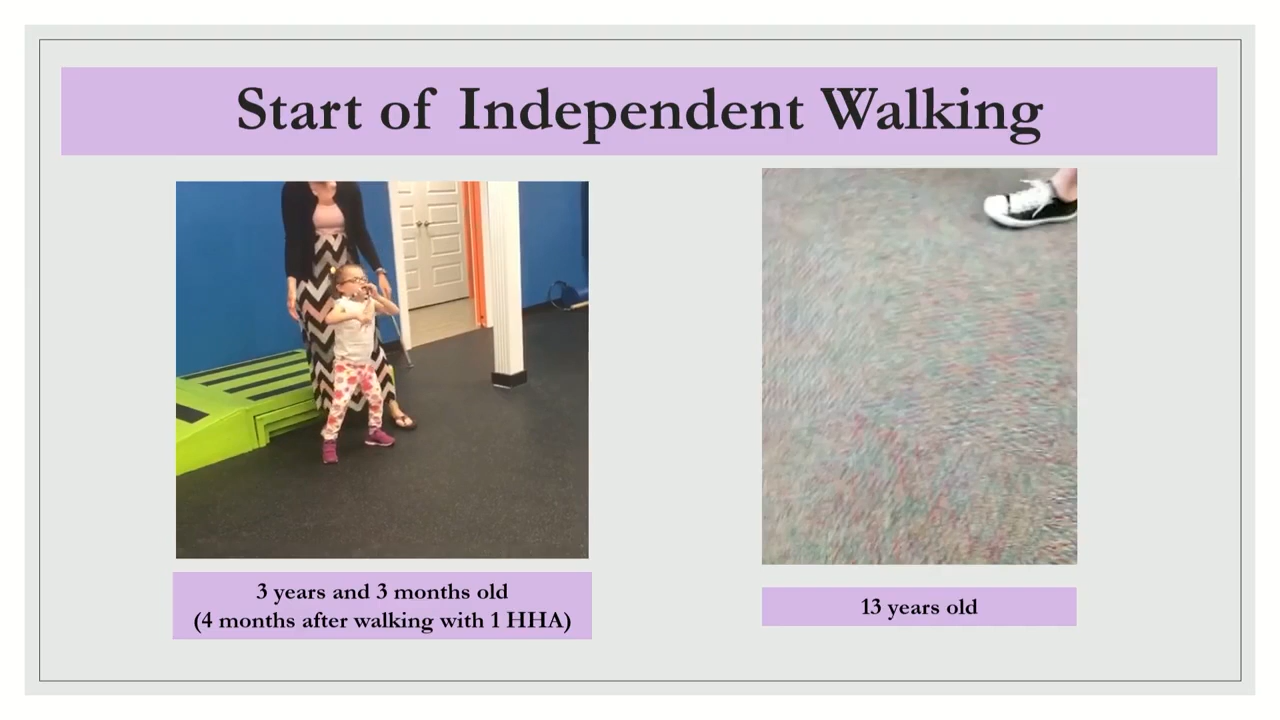 Start of Independent Walking
3 years and 3 months old
(4 months after walking with 1 HHA)
13 years old